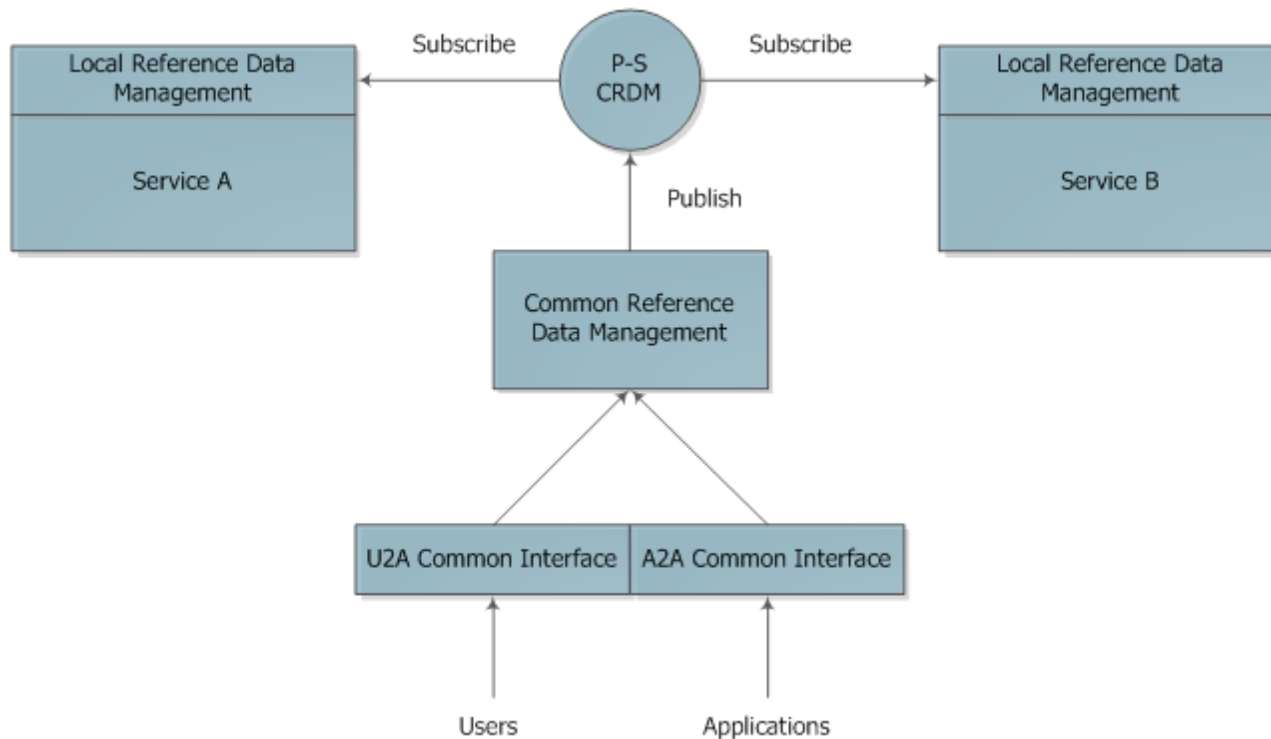 Subscribe
P-S
CRDM
Subscribe
Local Reference Data
Management
Service A
Local Reference Data
Management
Service B
Publish
Common Reference
Data Management
U2A Common Interface
A2A Common Interface
Users
Applications